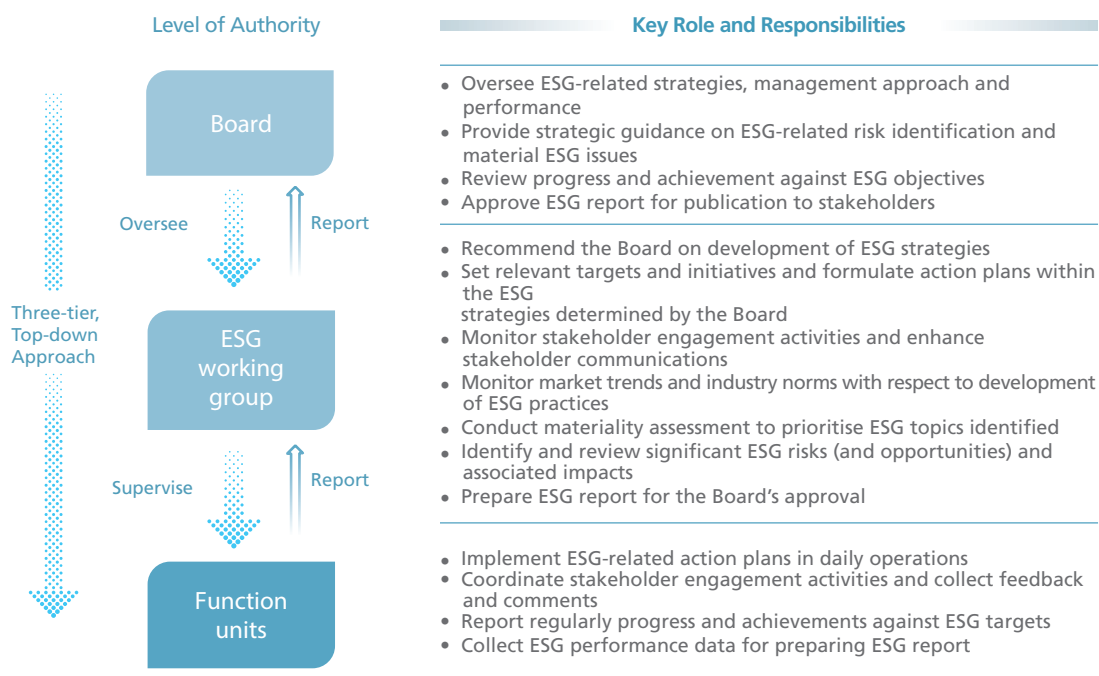 Level of Authority
Key Role and Responsibilities
Three-tier,
Top-down
Approach
Board
• Oversee ESG-related strategies, management approach and
performance
• Provide strategic guidance on ESG-related risk identification and
material ESG issues
• Review progress and achievement against ESG objectives
• Approve ESG report for publication to stakeholders
Oversee
Report
ESG
working
group
• Recommend the Board on development of ESG strategies
• Set relevant targets and initiatives and formulate action plans within
the ESG
strategies determined by the Board
• Monitor stakeholder engagement activities and enhance
stakeholder communications
• Monitor market trends and industry norms with respect to development
of ESG practices
• Conduct materiality assessment to prioritise ESG topics identified
• Identify and review significant ESG risks (and opportunities) and
associated impacts
• Prepare ESG report for the Board’s approval
Supervise
Report
Function
units
• Implement ESG-related action plans in daily operations
• Coordinate stakeholder engagement activities and collect feedback
and comments
• Report regularly progress and achievements against ESG targets
• Collect ESG performance data for preparing ESG report